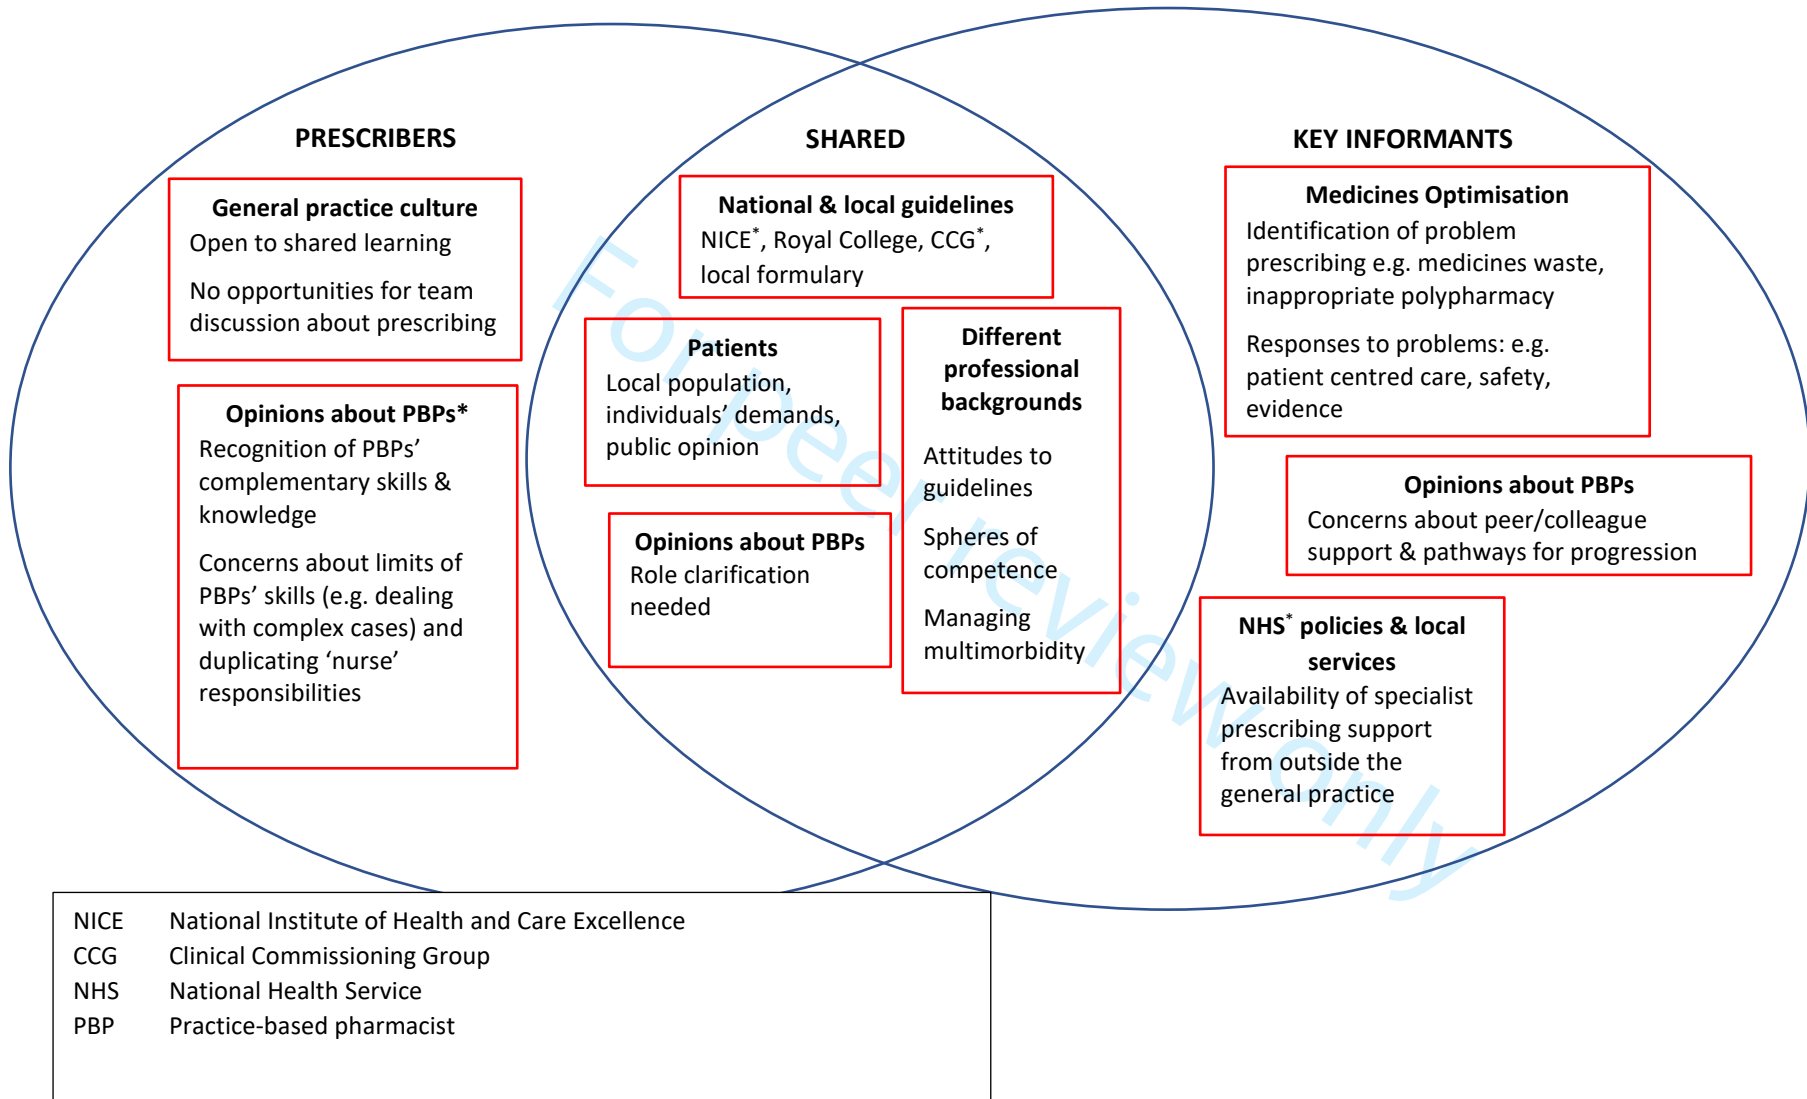 PRESCRIBERS
General practice culture
Open to shared learning
No opportunities for team
discussion about prescribing
Opinions about PBPs*
Recognition of PBPs’
complementary skills &
knowledge
Concerns about limits of
PBPs’ skills (e.g. dealing
with complex cases) and
duplicating ‘nurse’
responsibilities
SHARED
National & local guidelines
NICE*, Royal College, CCG*,
local formulary
Patients
Local population,
individuals’ demands,
public opinion
Opinions about PBPs
Role clarification
needed
Different
professional
backgrounds
Attitudes to
guidelines
Spheres of
competence
Managing
multimorbidity
KEY INFORMANTS
Medicines Optimisation
Identification of problem
prescribing e.g. medicines waste,
inappropriate polypharmacy
Responses to problems: e.g.
patient centred care, safety,
evidence
Opinions about PBPs
Concerns about peer/colleague
support & pathways for progression
NHS* policies & local
services
Availability of specialist
prescribing support
from outside the
general practice
For peer review only
NICE National Institute of Health and Care Excellence
CCG Clinical Commissioning Group
NHS National Health Service
PBP Practice-based pharmacist